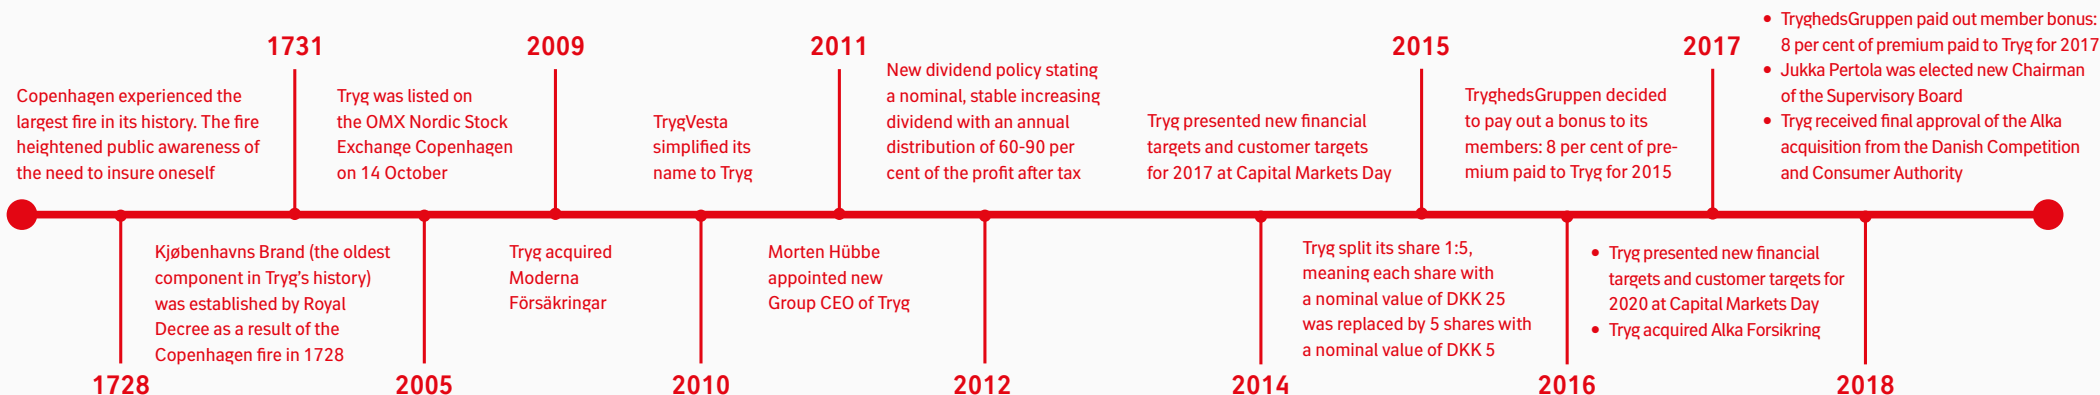 1728
Copenhagen experienced the
largest fire in its history. The fire
heightened public awareness of
the need to insure oneself
1731
Kjøbenhavns Brand (the oldest
component in Tryg's history)
was established by Royal
Decree as a result of the
Copenhagen fire in 1728
2005
Tryg was listed on
the OMX Nordic Stock
Exchange Copenhagen
on 14 October
2009
Tryg acquired
Moderna
Försäkringar
2010
TrygVesta
simplified its
name to Tryg
2011
Morten Hübbe
appointed new
Group CEO of Tryg
2012
New dividend policy stating
a nominal, stable increasing
dividend with an annual
distribution of 60-90 per
cent of the profit after tax
2014
Tryg presented new financial
targets and customer targets
for 2017 at Capital Markets Day
2015
Tryg split its share 1:5,
meaning each share with
a nominal value of DKK 25
was replaced by 5 shares with
a nominal value of DKK 5
2016
TryghedsGruppen decided
to pay out a bonus to its
members: 8 per cent of pre-
mium paid to Tryg for 2015
2017
• Tryg presented new financial
targets and customer targets for
2020 at Capital Markets Day
• Tryg acquired Alka Forsikring
2018
• TryghedsGruppen paid out member bonus:
8 per cent of premium paid to Tryg for 2017
• Jukka Pertola was elected new Chairman
of the Supervisory Board
• Tryg received final approval of the Alka
acquisition from the Danish Competition
and Consumer Authority